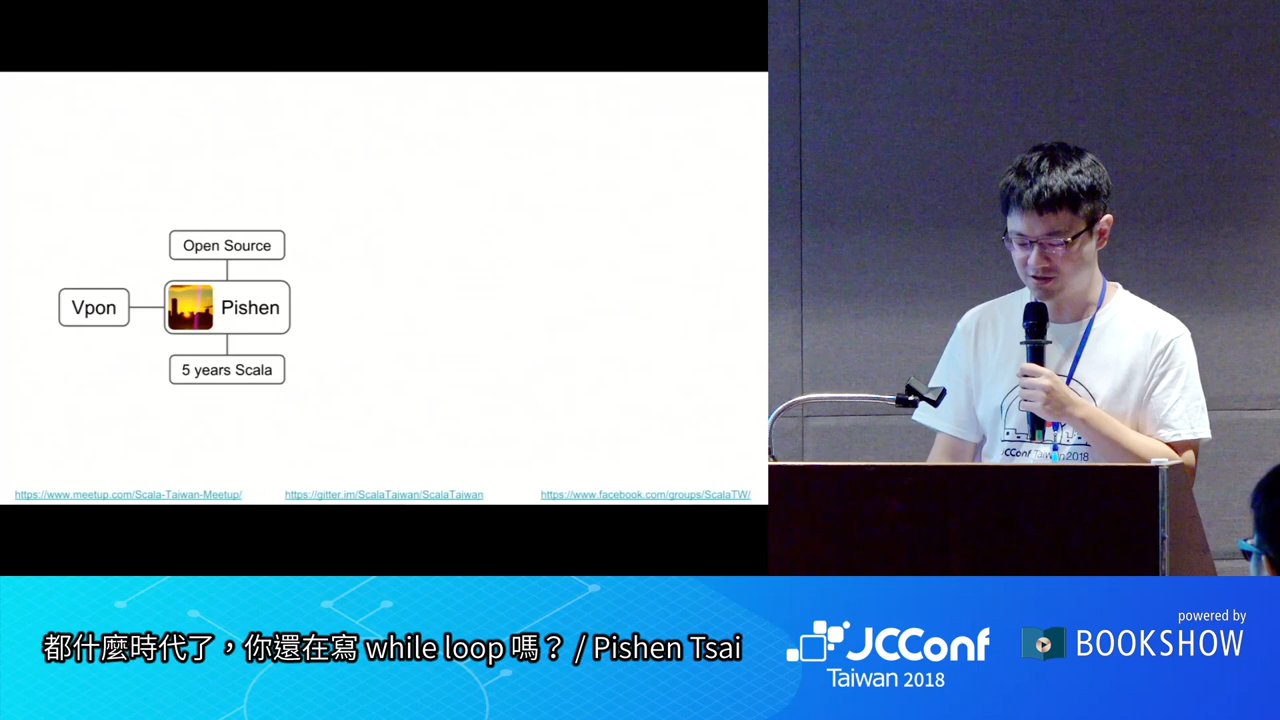 Open Source
Vpon
Pishen
5 years Scala
https://www.meetup.com/Scala-Taiwan-Meetup/
https://gitter.im/ScalaTaiwan/ScalaTaiwan
https://www.facebook.com/groups/ScalaTW/
JCConf Taiwan2018
都什麼時代了，你還在寫 while loop 嗎？ / Pishen Tsai
JCConf
Taiwan 2018
powered by
BOOKSHOW